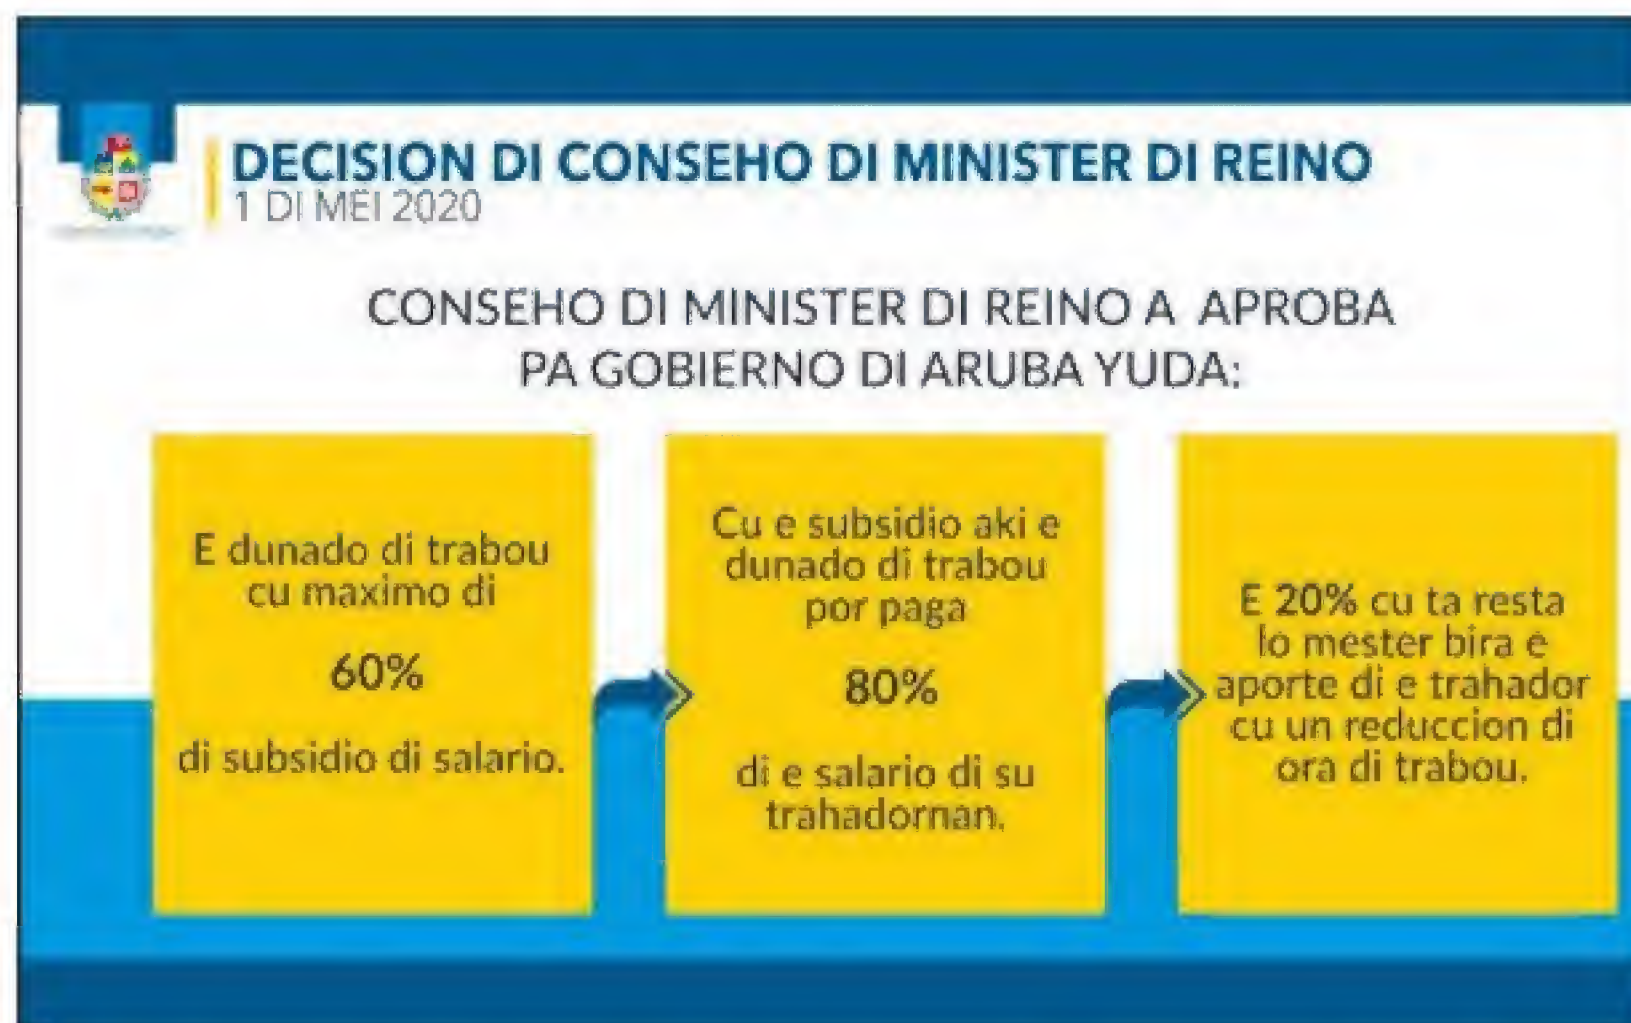 DECISION DI CONSEHO DI MINISTER DI REINO
1 DI MEI 2020
CONSEHO DI MINISTER DI REINO A APROBA
PA GOBIERNO DI ARUBA YUDA:
E dunado di trabou
cu maximo di
60%
di subsidio di salario.
Cu e subsidio aki e
dunado di trabou
por paga
80%
di e salario di su
trahadornan.
E 20% cu ta resta
lo mester bira e
aporte di e trahador
cu un reduccion di
ora di trabou.